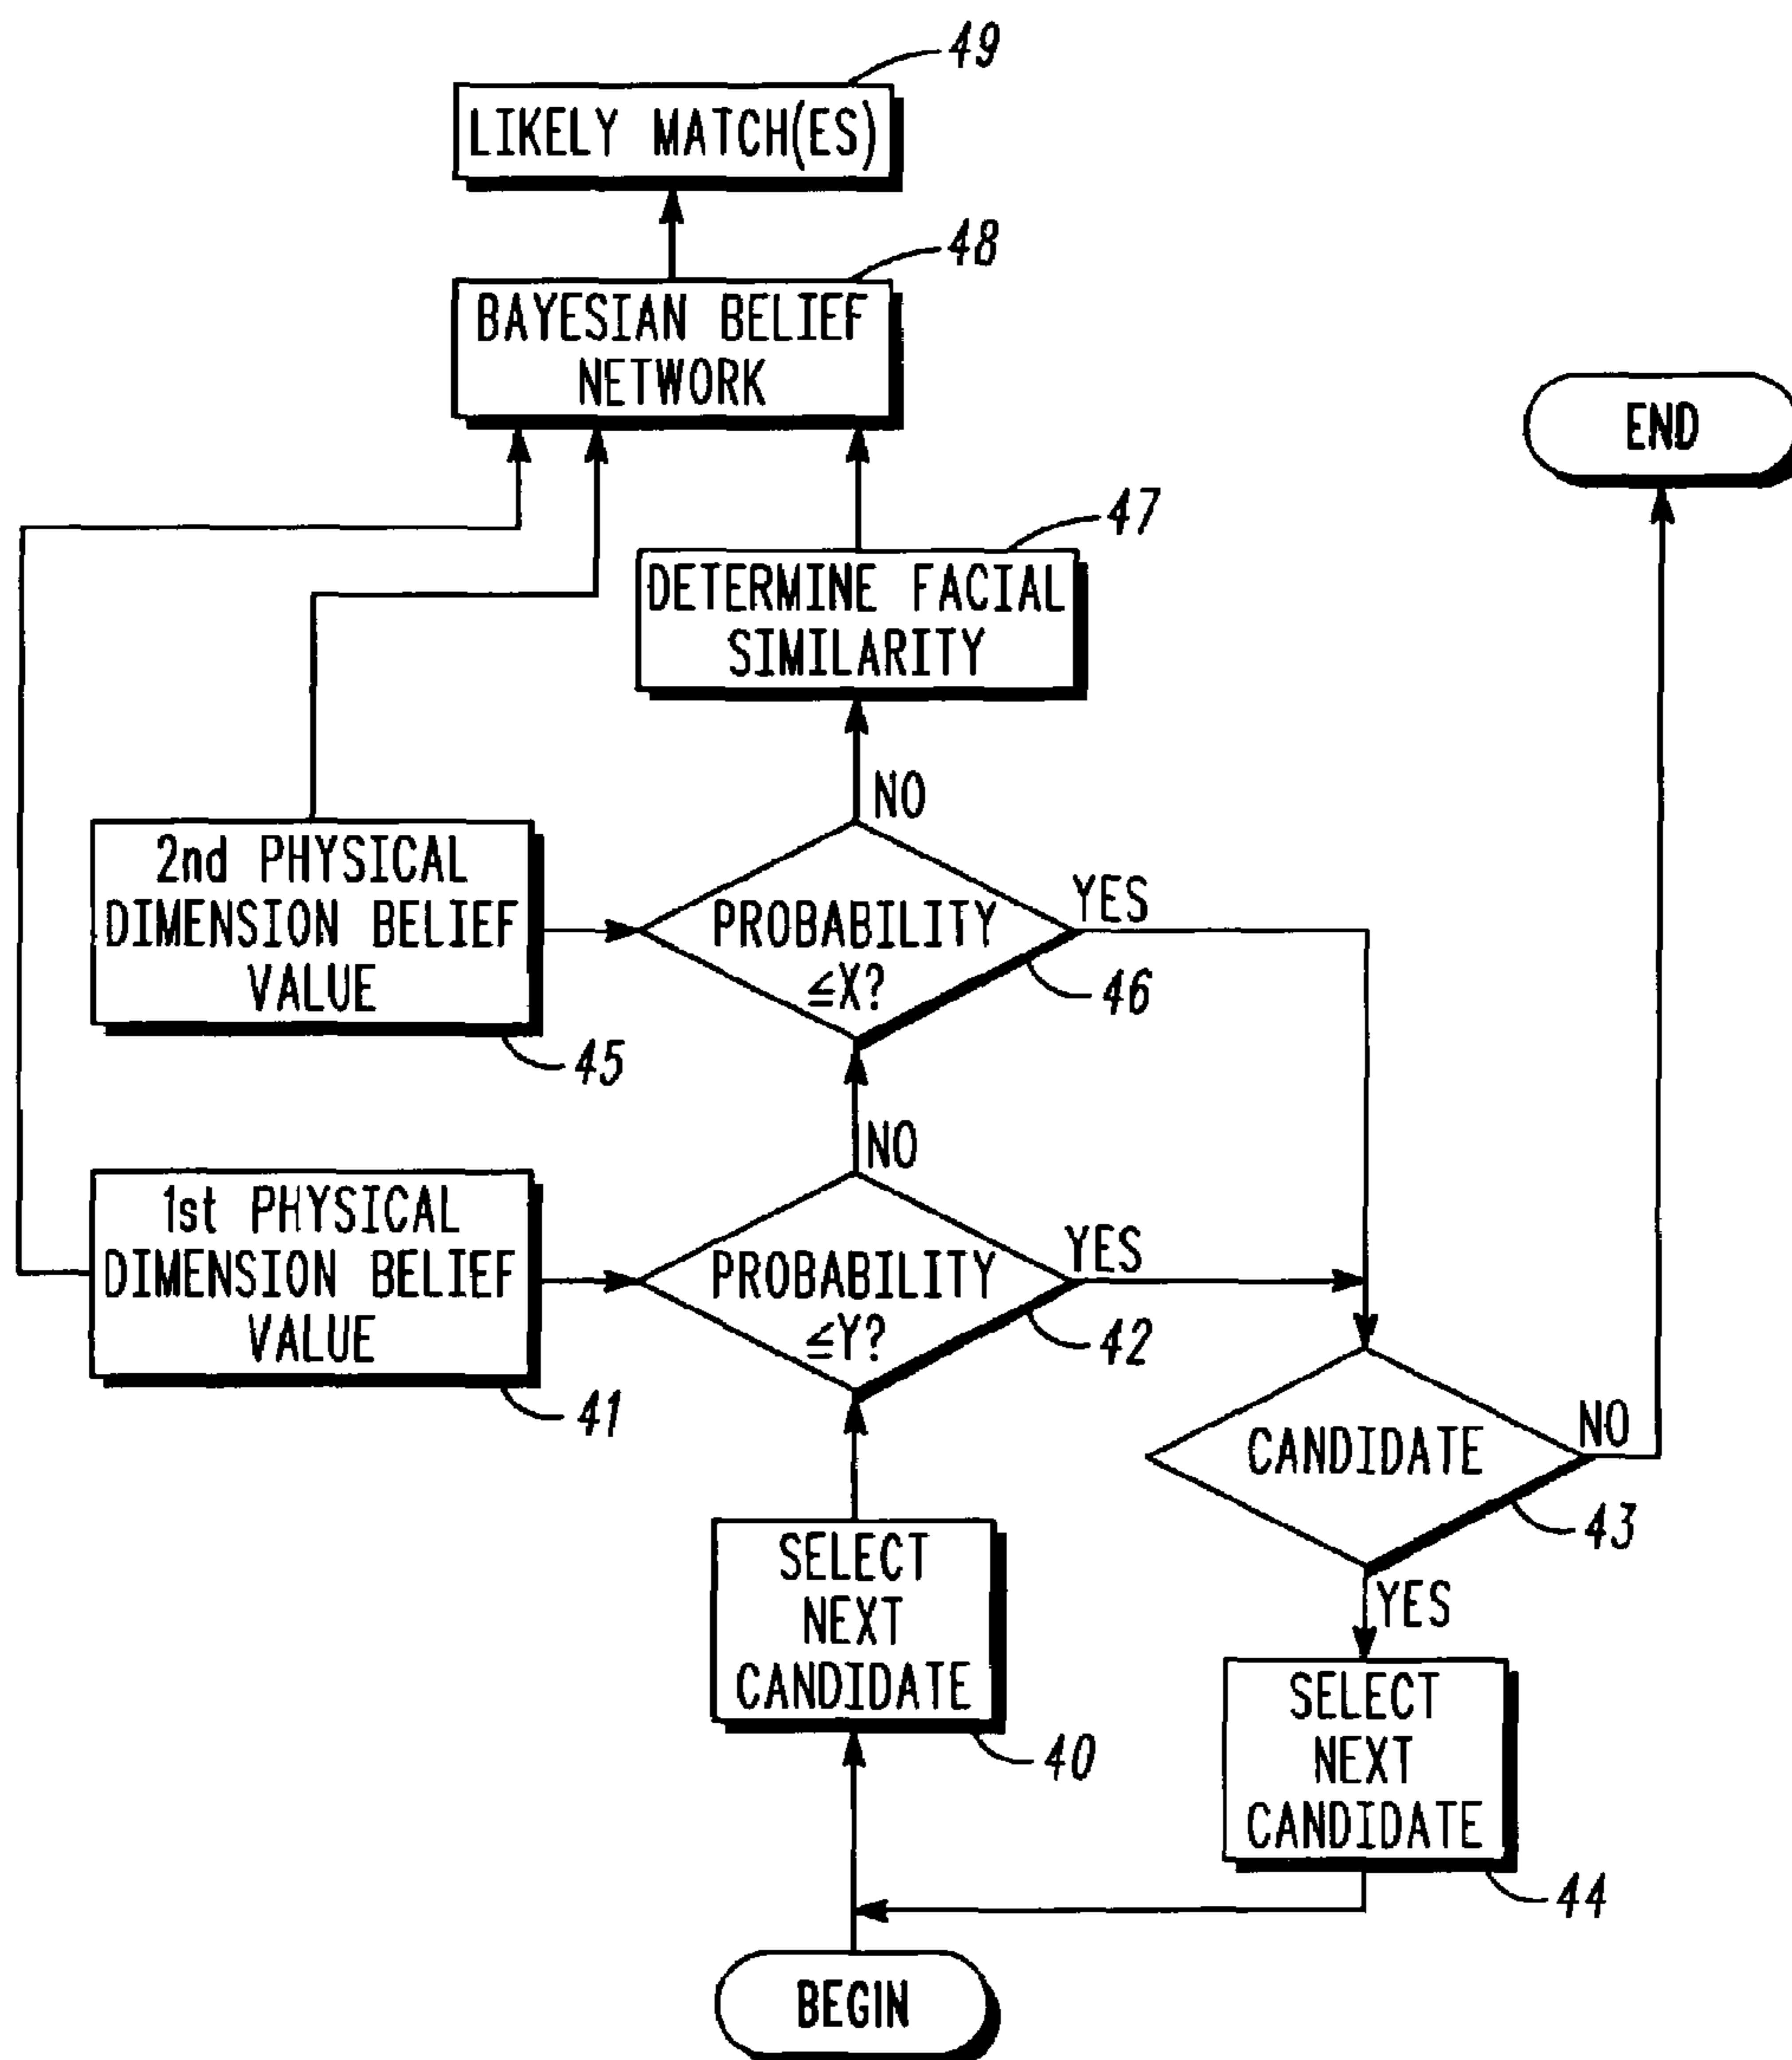 49
LIKELY MATCH(ES)
48
BAYESIAN BELIEF
NETWORK
END
47
DETERMINE FACIAL
SIMILARITY
NO
2nd PHYSICAL
DIMENSION BELIEF
VALUE
45
PROBABILITY
≦X?
YES
46
NO
1st PHYSICAL
DIMENSION BELIEF
VALUE
41
PROBABILITY
≦Y?
YES
42
CANDIDATE
NO
43
YES
SELECT
NEXT
CANDIDATE
40
SELECT
NEXT
CANDIDATE
44
BEGIN